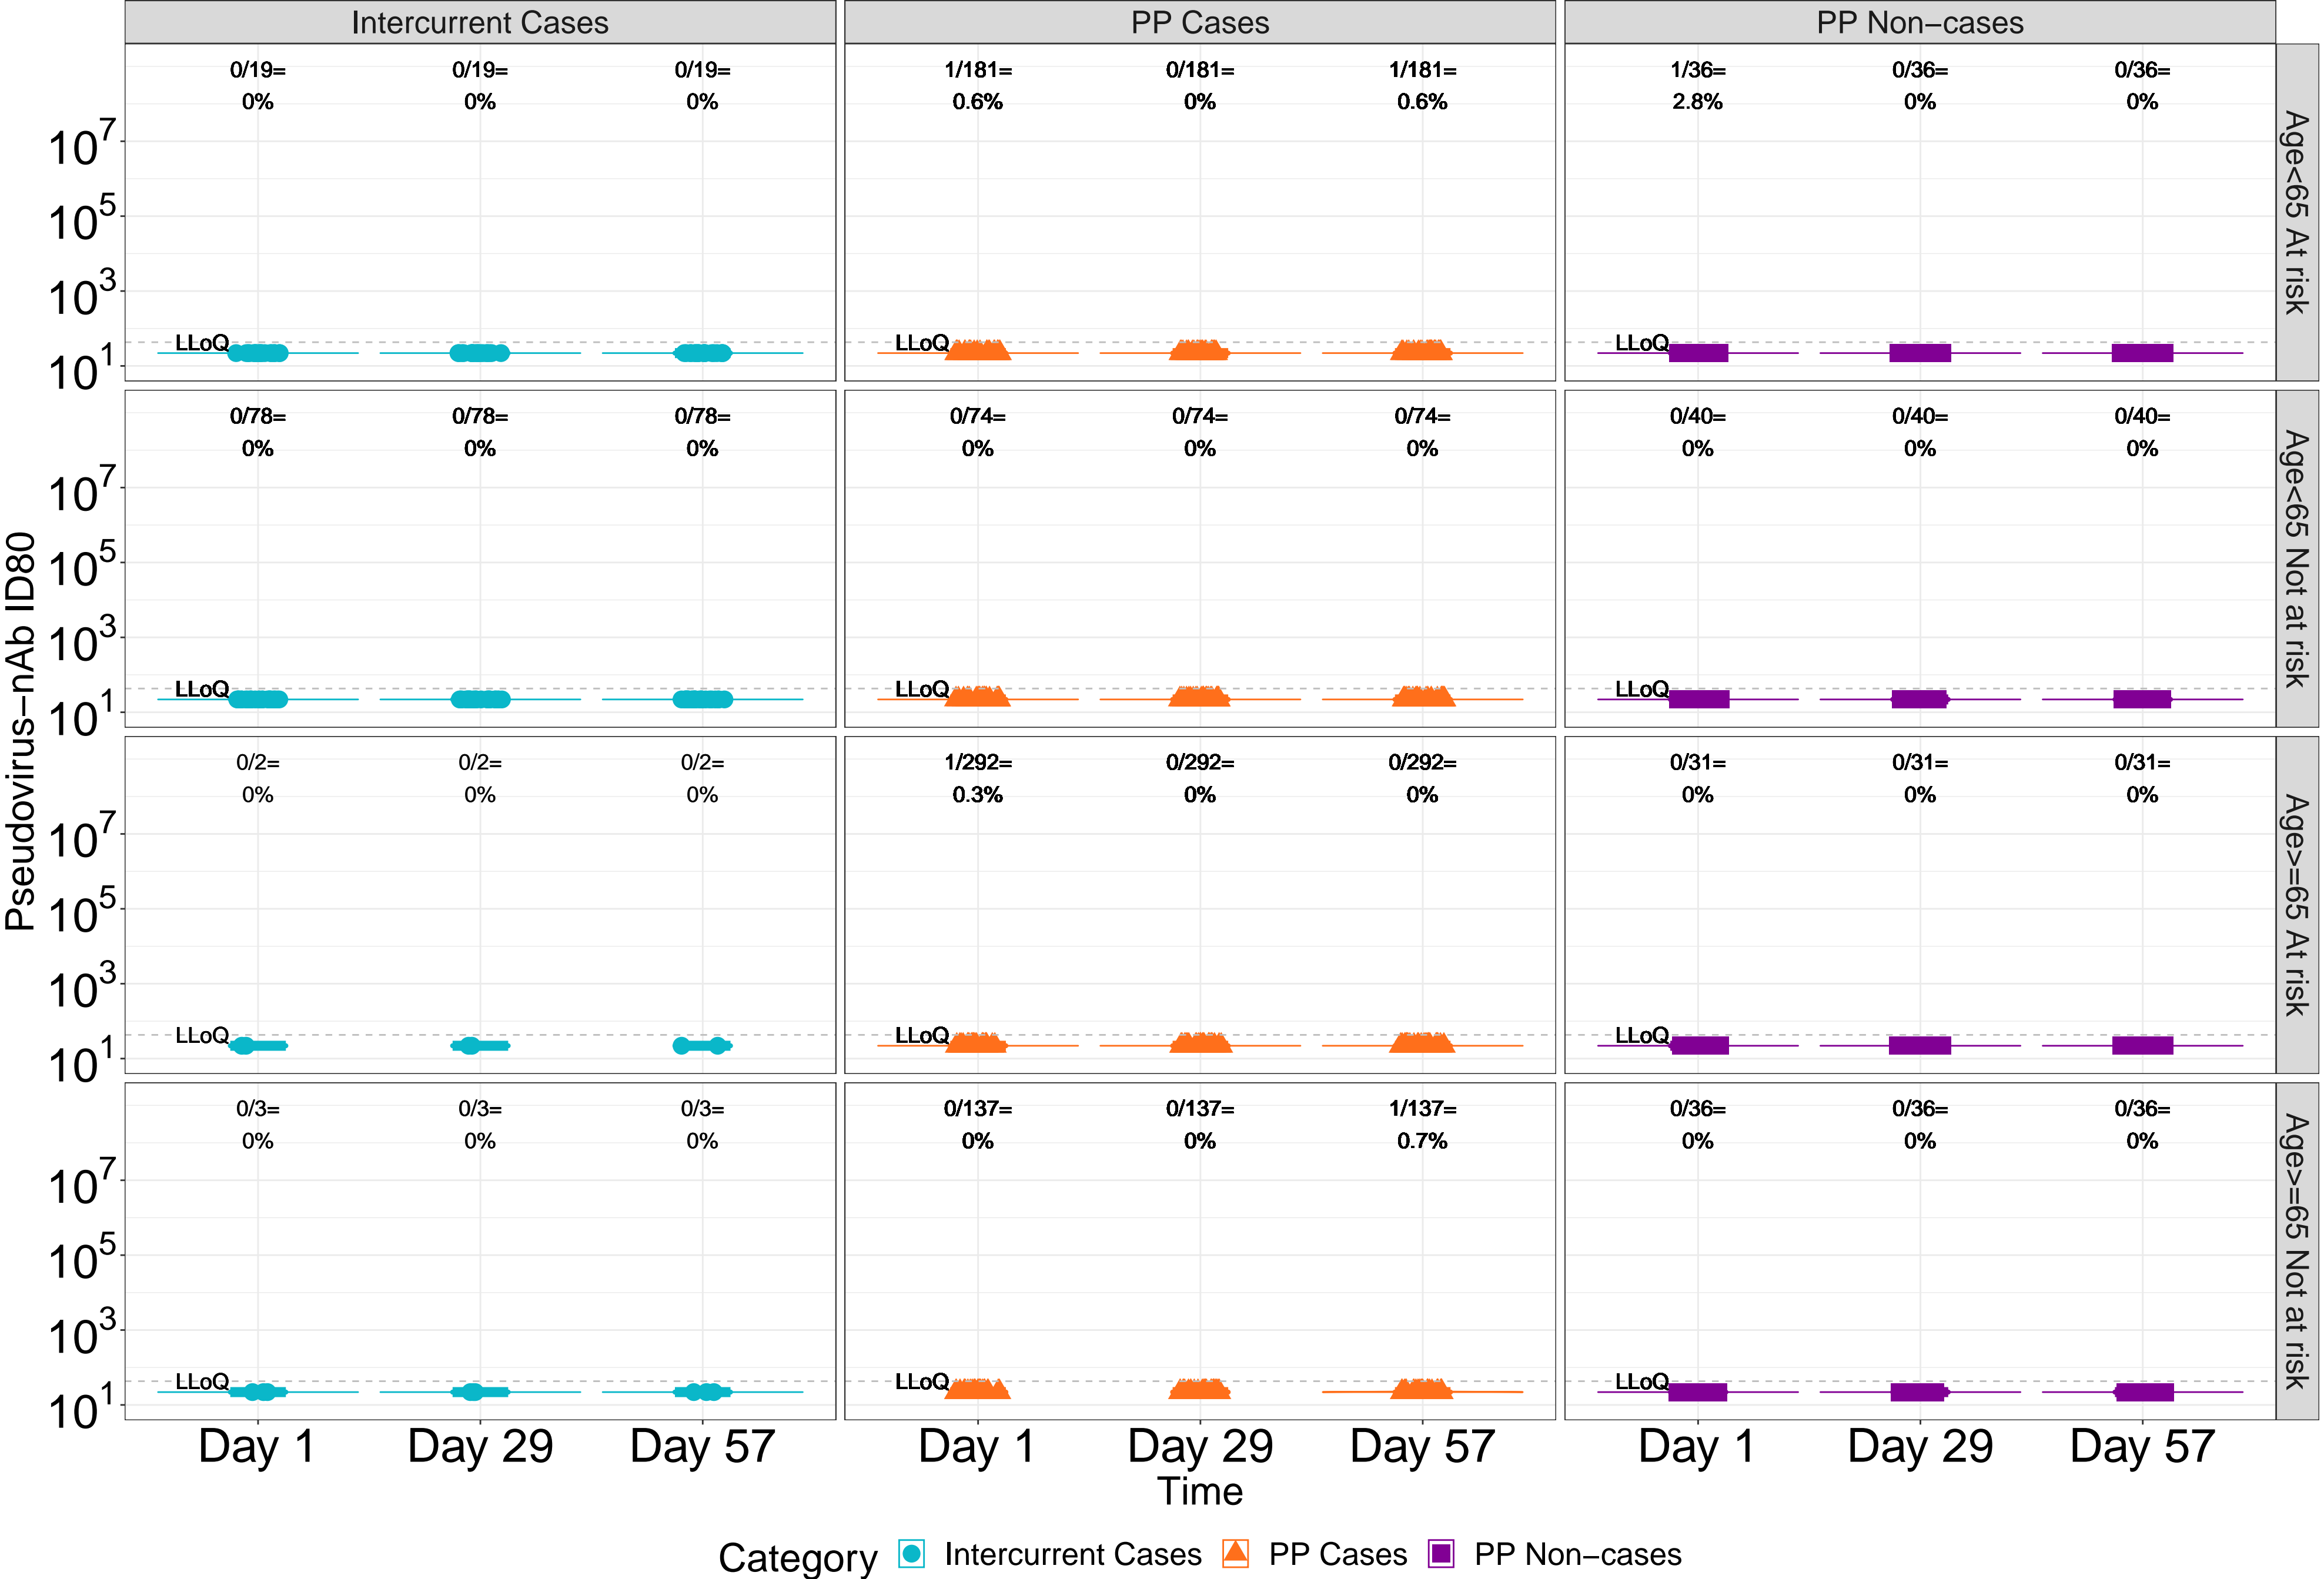 Intercurrent Cases PP Cases PP Non−cases
0/19= 0/19= 0/19= 1/181= 0/181= 1/181= 1/36= 0/36= 0/36=
0% 0% 0% 0.6% 0% 0.6% 2.8% 0% 0%
10^7
10^5
10^3
10^1
LLoQ LLoQ LLoQ
Age<65 At risk
0/78= 0/78= 0/78= 0/74= 0/74= 0/74= 0/40= 0/40= 0/40=
0% 0% 0% 0% 0% 0% 0% 0% 0%
10^7
10^5
10^3
10^1
LLoQ LLoQ LLoQ
Age<65 Not at risk
Pseudovirus−nAb ID80
0/2= 0/2= 0/2= 1/292= 0/292= 0/292= 0/31= 0/31= 0/31=
0% 0% 0% 0.3% 0% 0% 0% 0% 0%
10^7
10^5
10^3
10^1
LLoQ LLoQ LLoQ
Age>=65 At risk
0/3= 0/3= 0/3= 0/137= 0/137= 1/137= 0/36= 0/36= 0/36=
0% 0% 0% 0% 0% 0.7% 0% 0% 0%
10^7
10^5
10^3
10^1
LLoQ LLoQ LLoQ
Age>=65 Not at risk
Day 1 Day 29 Day 57 Day 1 Day 29 Day 57 Day 1 Day 29 Day 57
Time
Category Intercurrent Cases PP Cases PP Non−cases